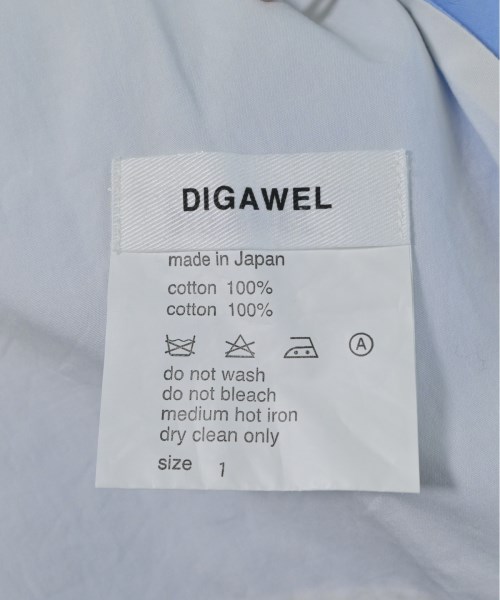 DIGAWEL
made in Japan
cotton 100%
cotton 100%
A
do not wash
do not bleach
medium hot iron
dry clean only
size 1